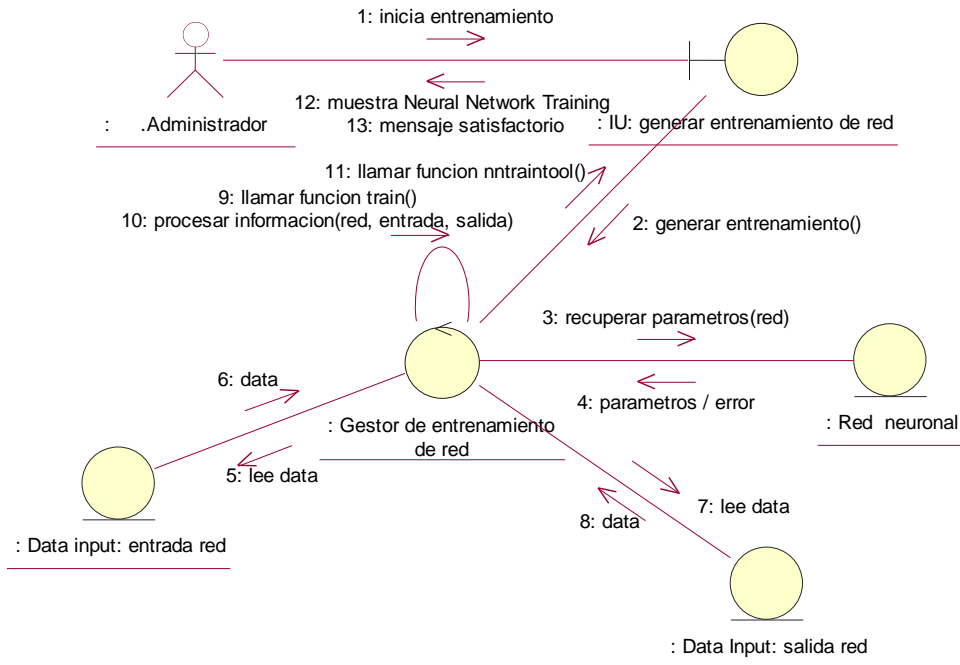 1: inicia entrenamiento
12: muestra Neural Network Training
13: mensaje satisfactorio
: .Administrador
: IU: generar entrenamiento de red
11: llamar funcion nntraintool()
9: llamar funcion train()
10: procesar informacion(red, entrada, salida)
2: generar entrenamiento()
3: recuperar parametros(red)
6: data
4: parametros / error
: Gestor de entrenamiento
de red
: Red neuronal
5: lee data
7: lee data
8: data
: Data input: entrada red
: Data Input: salida red